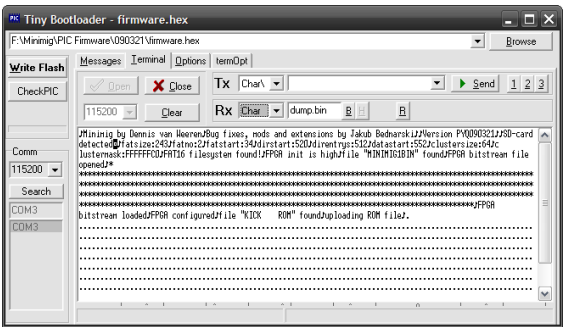 Tiny Bootloader - firmware.hex
F:\Minimig\PIC Firmware\090321\firmware.hex
Browse
Write Flash
CheckPIC
Messages Terminal Options termOpt
Open Close Tx Char\ Send 1 2 3
115200 Clear Rx Char dump.bin B H R
Comm
115200
Search
COM3
COM3
Minimig by Dennis van Weeren♪Bug fixes, mods and extensions by Jakub Bednarski♪♪Version PYQ090321♪♪SD-card
detected fatsize:243♪fatno:2♪fatstart:34♪dirstart:520♪direntrys:512♪datastart:552♪clustersize:64♪c
lustermask:FFFFFFC0♪FAT16 filesystem found!♪FPGA init is high♪file "MINIMIG1BIN" found♪FPGA bitstream file
opened♪*
♪FPGA
bitstream loaded♪FPGA configured♪file "KICK ROM" found♪uploading ROM file♪.